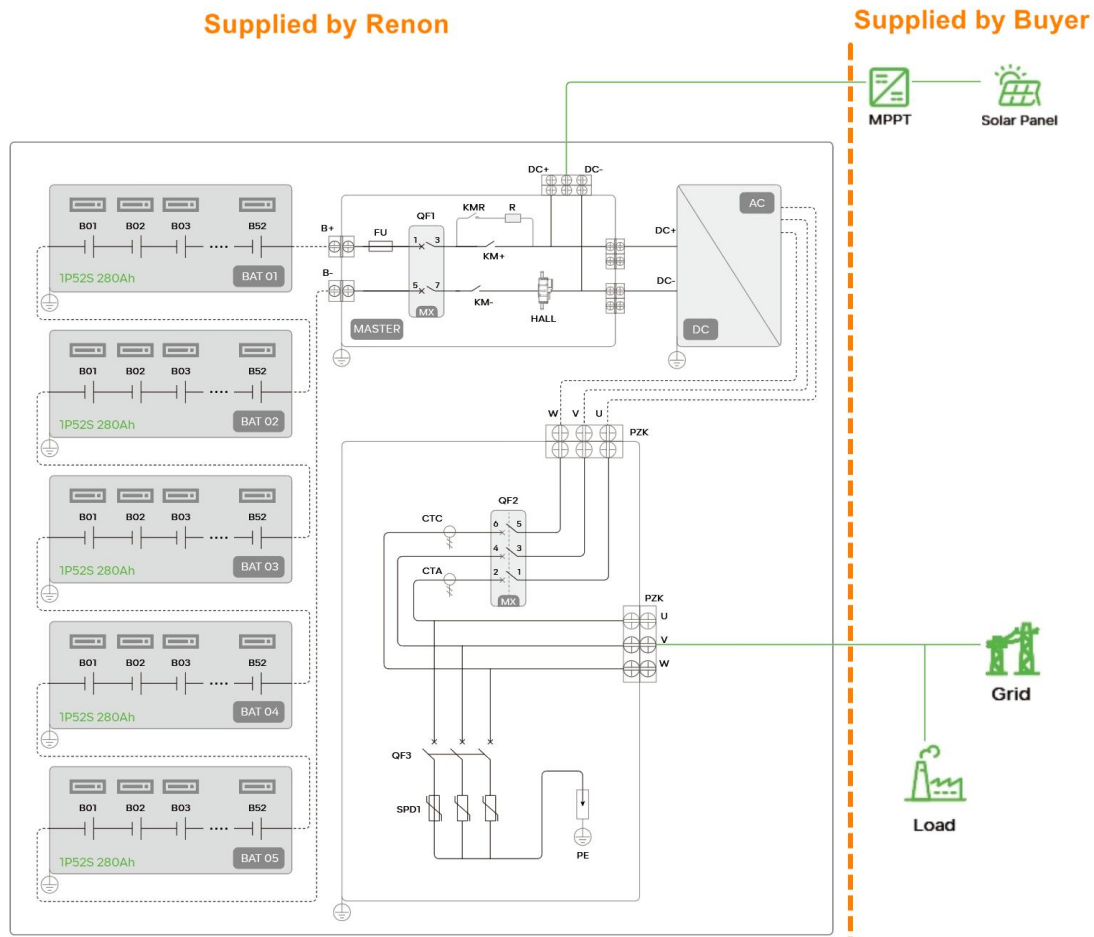 Supplied by Renon
Supplied by Buyer
MPPT
Solar Panel
B01 B02 B03 B52
1P52S 280Ah
BAT 01
B01 B02 B03 B52
1P52S 280Ah
BAT 02
B01 B02 B03 B52
1P52S 280Ah
BAT 03
B01 B02 B03 B52
1P52S 280Ah
BAT 04
B01 B02 B03 B52
1P52S 280Ah
BAT 05
DC+ DC-
B+
FU
QF1
KMR R
1 3
KM+
B-
5 7
MX
KM-
HALL
MASTER
DC+
DC-
AC
DC
W V U
PZK
QF2
CTC
6 5
4 3
CTA
2 1
MX
PZK
U
V
W
QF3
SPD1
PE
Grid
Load